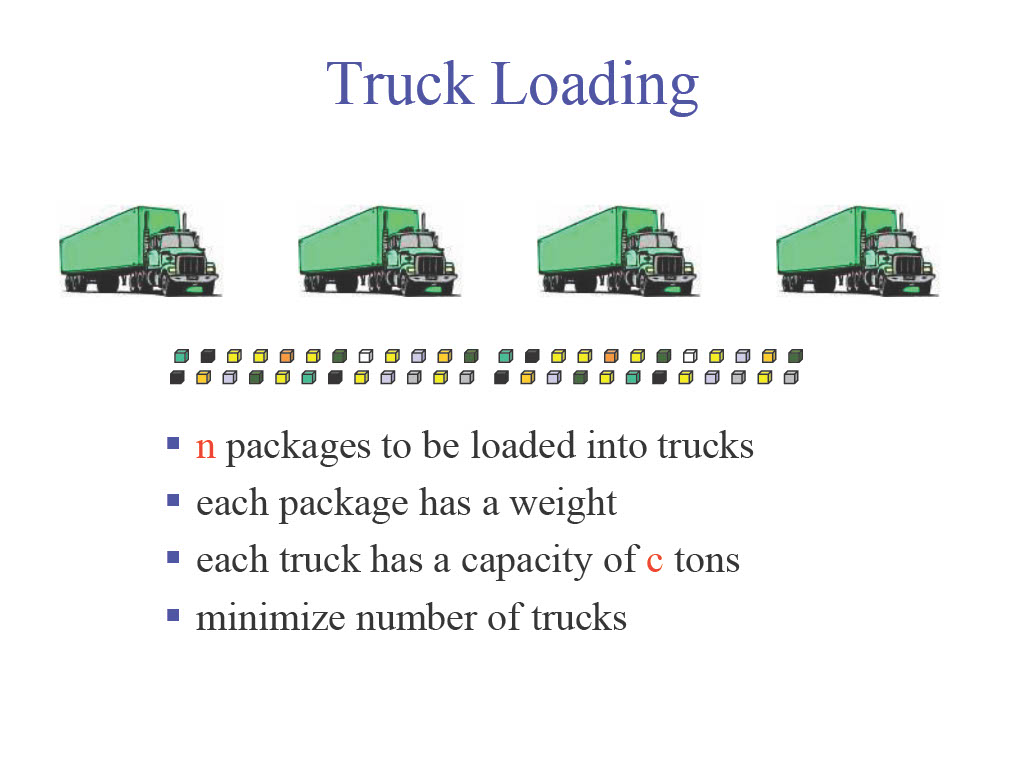 Truck Loading
n packages to be loaded into trucks
each package has a weight
each truck has a capacity of c tons
minimize number of trucks